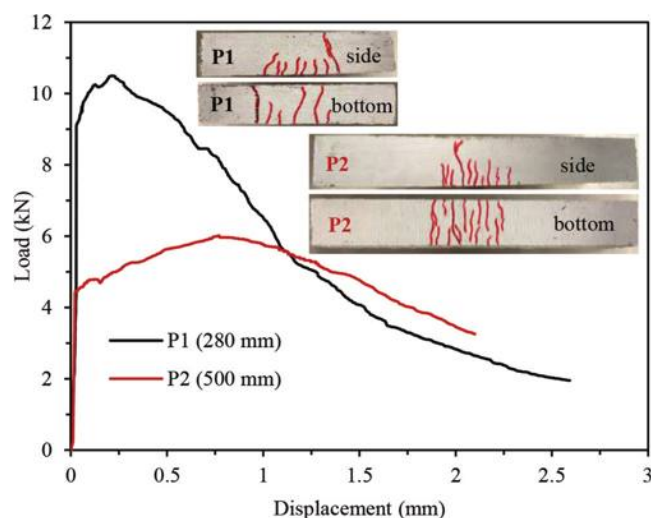 12
10
8
6
4
2
0
Load (kN)
0
0.5
1
1.5
2
2.5
3
Displacement (mm)
P1
side
P1
bottom
P2
side
P2
bottom
P1 (280 mm)
P2 (500 mm)